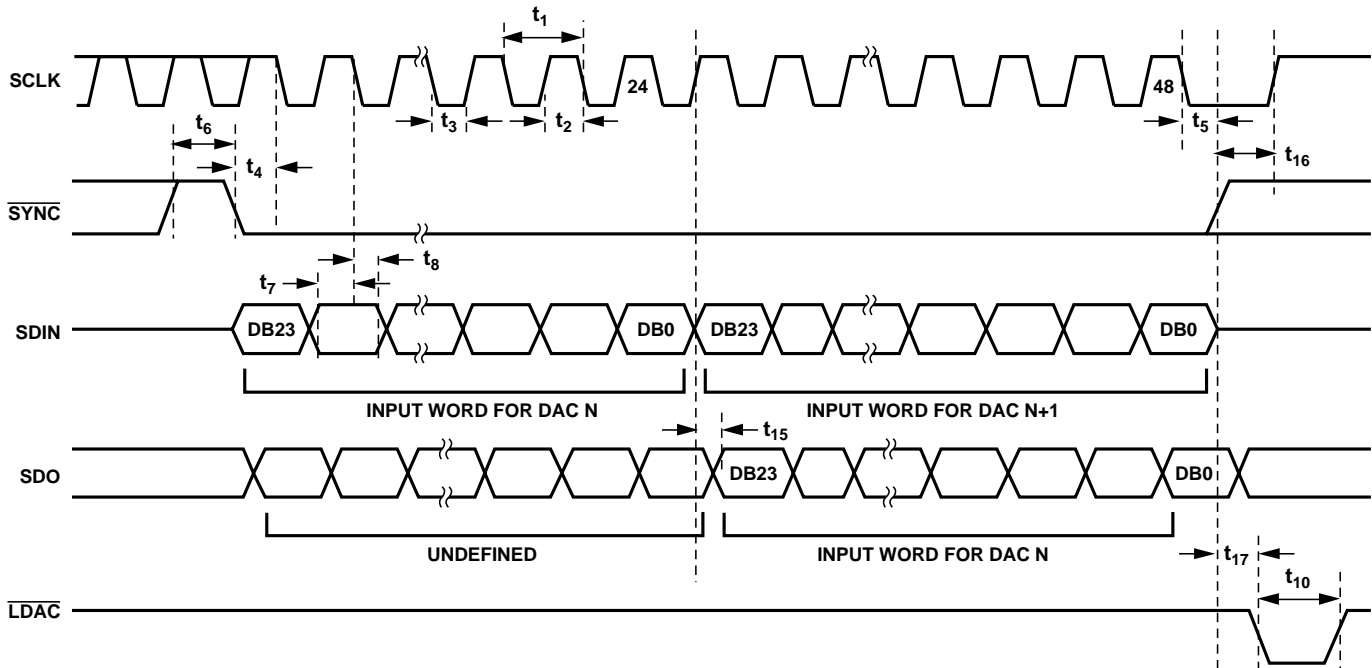 t1
SCLK
24
48
t3
t2
t5
t6
t4
t16
SYNC
t8
t7
SDIN
DB23
DB0
DB23
DB0
INPUT WORD FOR DAC N
INPUT WORD FOR DAC N+1
t15
SDO
DB23
DB0
UNDEFINED
INPUT WORD FOR DAC N
t17
t10
LDAC